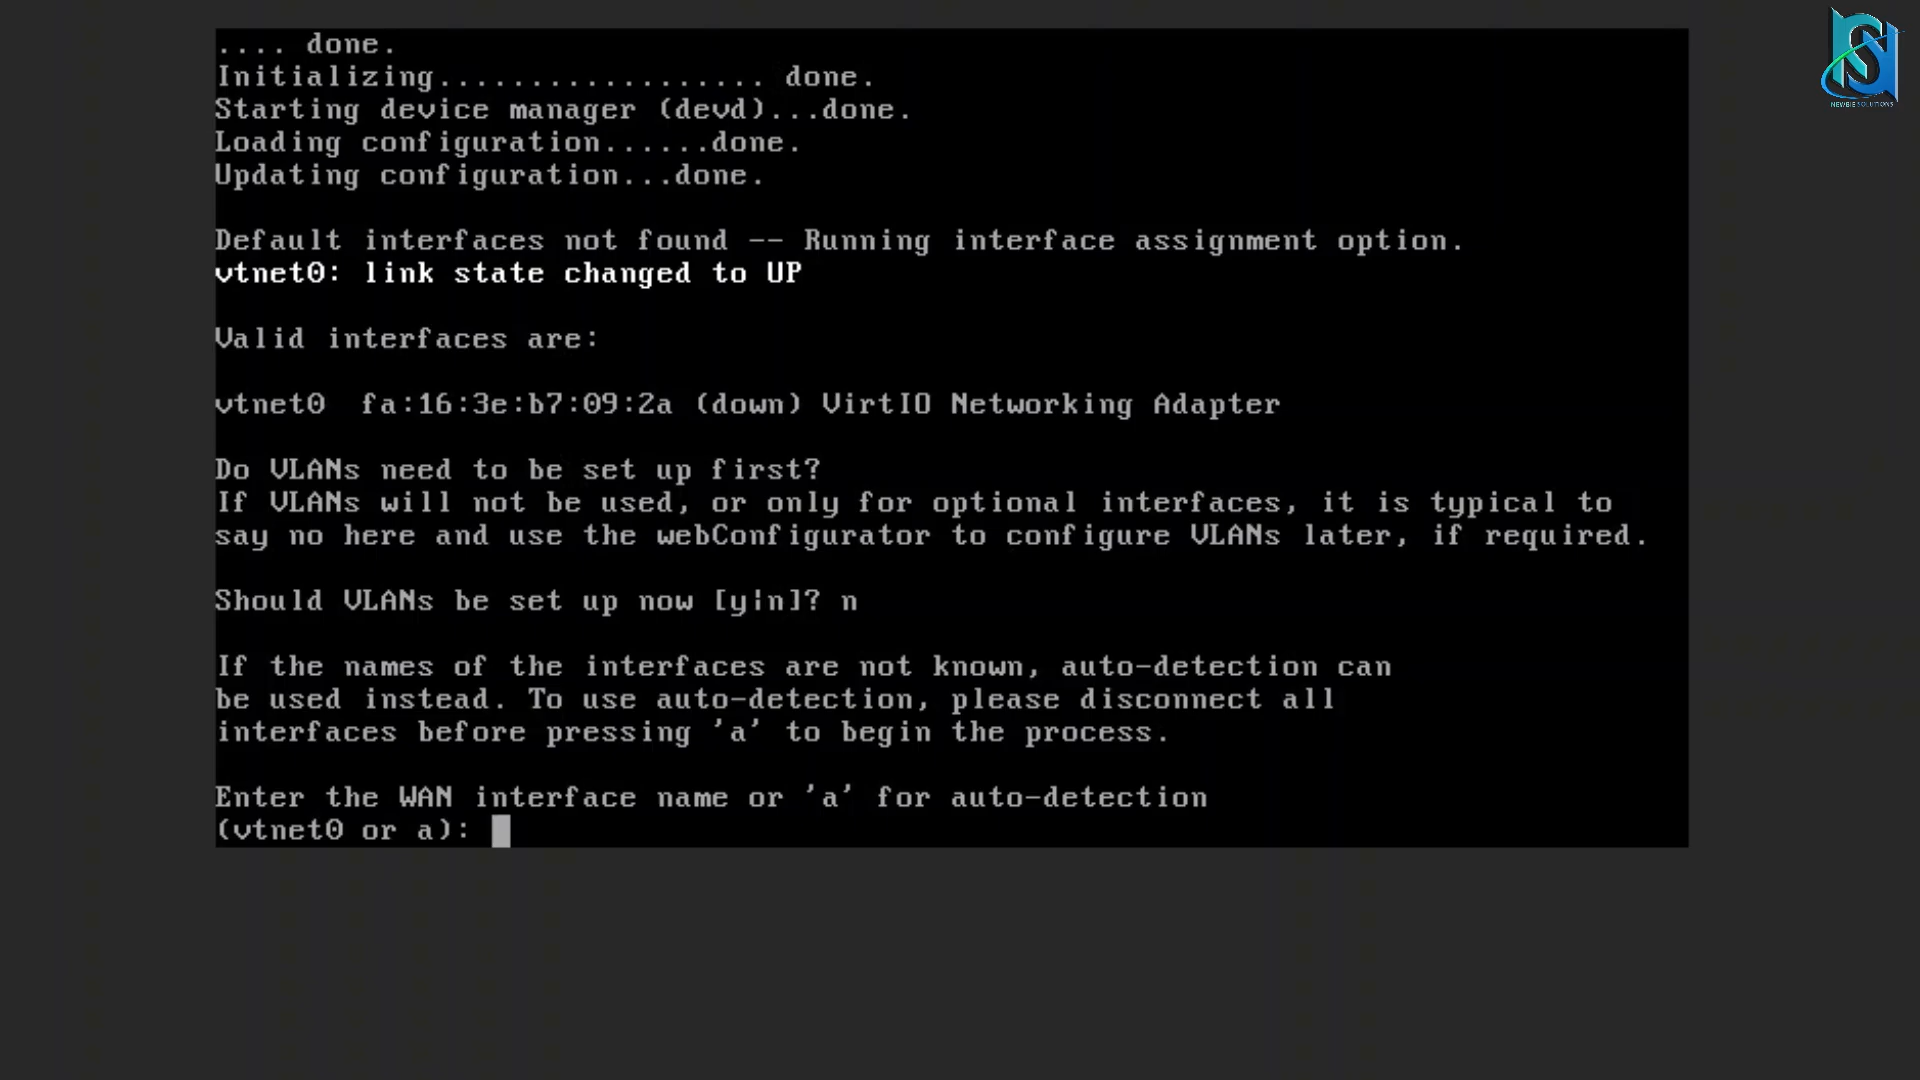 .... done.
Initializing.................. done.
Starting device manager (devd)...done.
Loading configuration......done.
Updating configuration...done.
Default interfaces not found -- Running interface assignment option.
vtnet0: link state changed to UP
Valid interfaces are:
vtnet0  fa:16:3e:b7:09:2a (down) VirtIO Networking Adapter
Do VLANs need to be set up first?
If VLANs will not be used, or only for optional interfaces, it is typical to
say no here and use the webConfigurator to configure VLANs later, if required.
Should VLANs be set up now [y|n]? n
If the names of the interfaces are not known, auto-detection can
be used instead. To use auto-detection, please disconnect all
interfaces before pressing 'a' to begin the process.
Enter the WAN interface name or 'a' for auto-detection
(vtnet0 or a):
NEWBIE SOLUTIONS